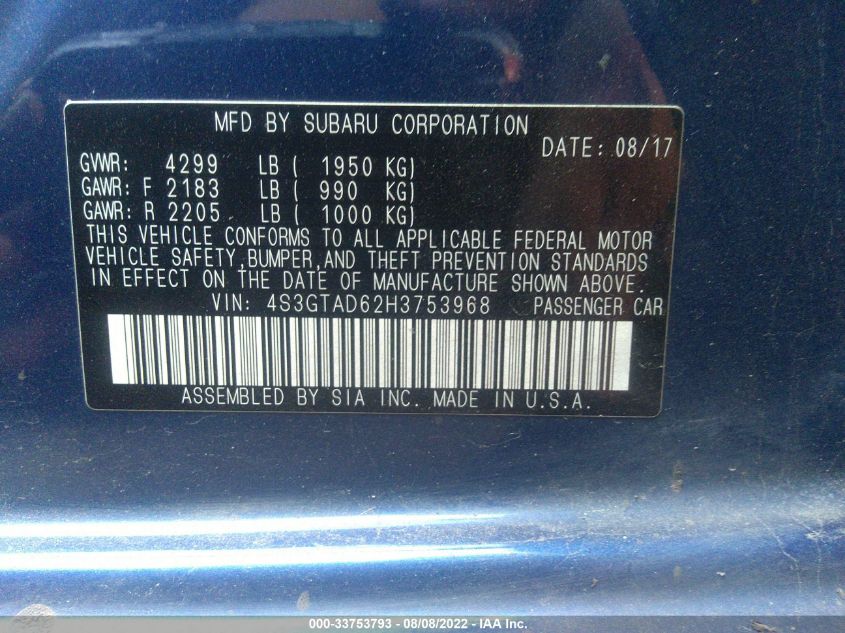 MFD BY SUBARU CORPORATION
DATE: 08/17
GVWR: 4299 LB ( 1950 KG)
GAWR: F 2183 LB ( 990 KG)
GAWR: R 2205 LB ( 1000 KG)
THIS VEHICLE CONFORMS TO ALL APPLICABLE FEDERAL MOTOR
VEHICLE SAFETY,BUMPER,AND THEFT PREVENTION STANDARDS
IN EFFECT ON THE DATE OF MANUFACTURE SHOWN ABOVE.
VIN: 4S3GTAD62H3753968 PASSENGER CAR
ASSEMBLED BY SIA INC. MADE IN U.S.A.
000-33753793 - 08/08/2022 - IAA Inc.